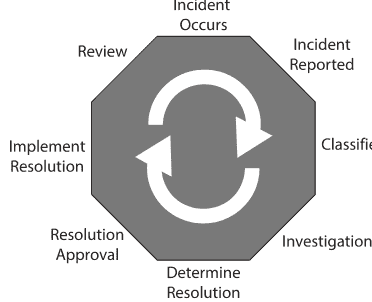 Incident
Occurs
Incident
Reported
Classifie
Investigation
Determine
Resolution
Resolution
Approval
Implement
Resolution
Review